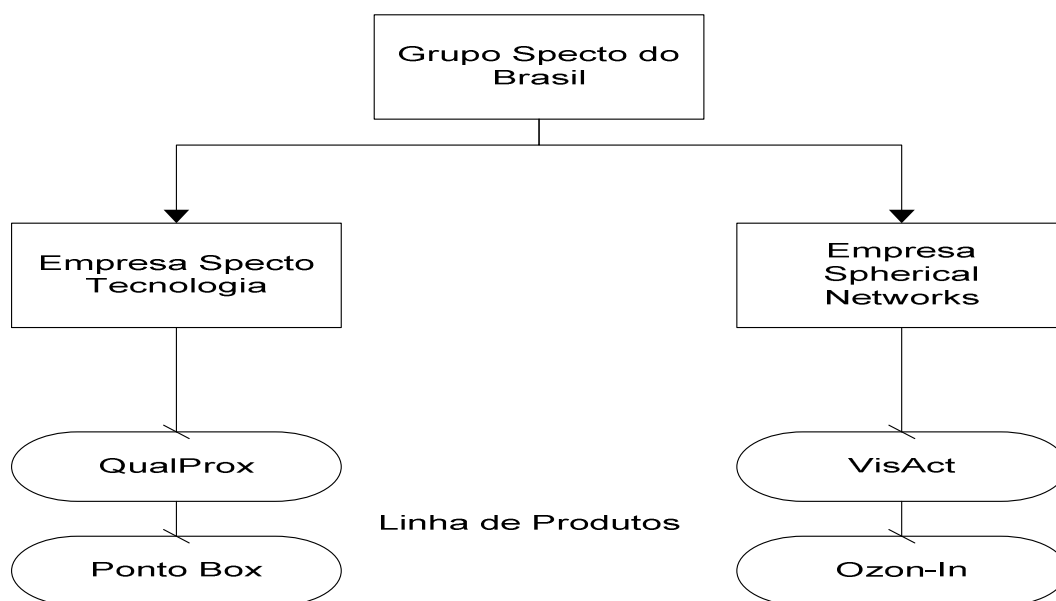 Grupo Specto do
Brasil
Empresa Specto
Tecnologia
Empresa
Spherical
Networks
QualProx
VisAct
Linha de Produtos
Ponto Box
Ozon-In